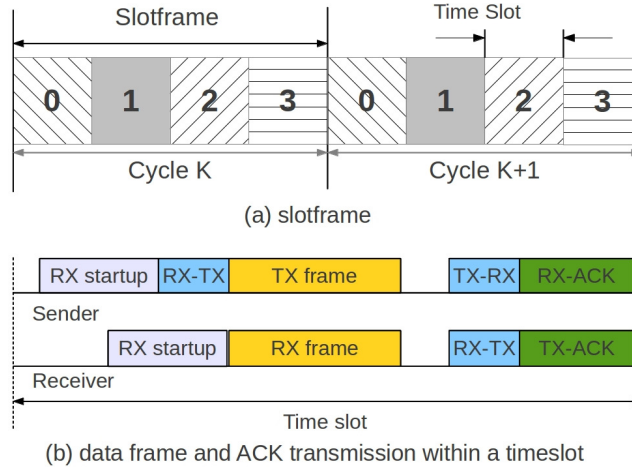 Slotframe
Time Slot
0 1 2 3 0 1 2 3
Cycle K
Cycle K+1
(a) slotframe
RX startup RX-TX TX frame TX-RX RX-ACK
Sender
RX startup RX frame RX-TX TX-ACK
Receiver
Time slot
(b) data frame and ACK transmission within a timeslot